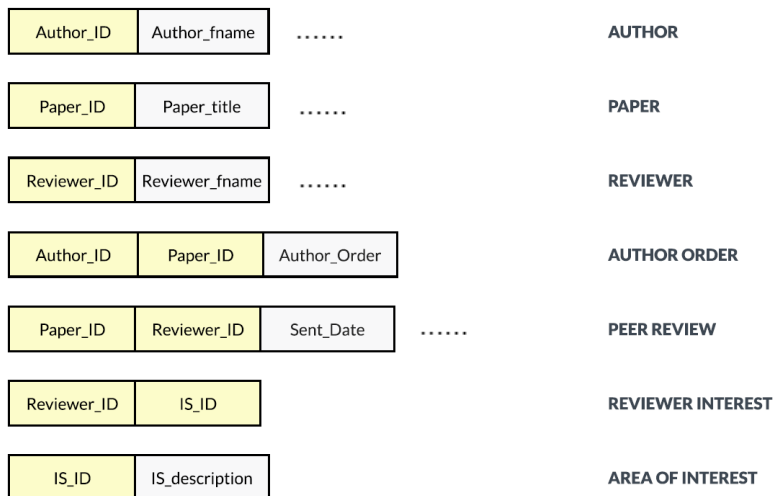 Author_ID Author_fname ...... AUTHOR
Paper_ID Paper_title ...... PAPER
Reviewer_ID Reviewer_fname ...... REVIEWER
Author_ID Paper_ID Author_Order AUTHOR ORDER
Paper_ID Reviewer_ID Sent_Date ...... PEER REVIEW
Reviewer_ID IS_ID REVIEWER INTEREST
IS_ID IS_description AREA OF INTEREST